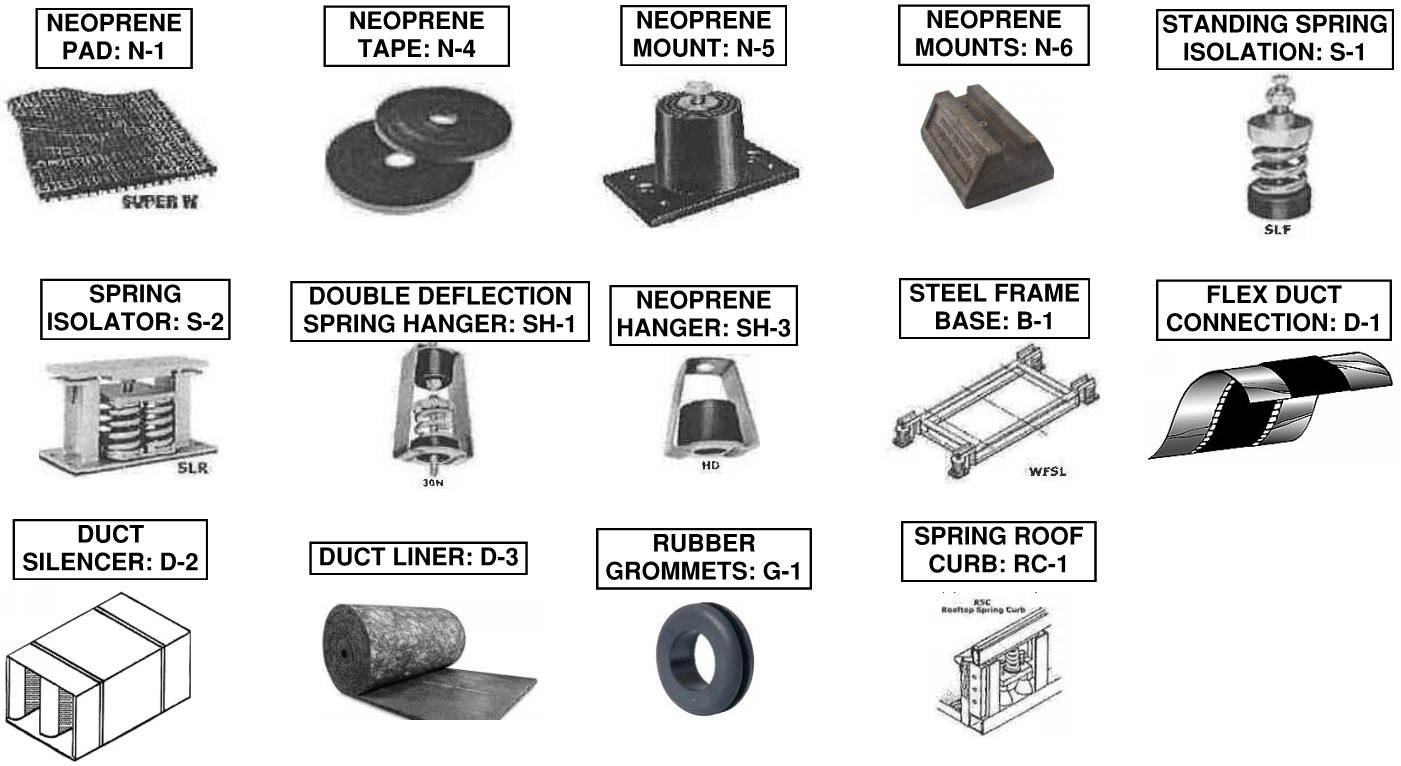 NEOPRENE
PAD: N-1
NEOPRENE
TAPE: N-4
NEOPRENE
MOUNT: N-5
NEOPRENE
MOUNTS: N-6
STANDING SPRING
ISOLATION: S-1
SUPER W
SLF
SPRING
ISOLATOR: S-2
DOUBLE DEFLECTION
SPRING HANGER: SH-1
NEOPRENE
HANGER: SH-3
STEEL FRAME
BASE: B-1
FLEX DUCT
CONNECTION: D-1
SLR
30N
HD
WFSL
DUCT
SILENCER: D-2
DUCT LINER: D-3
RUBBER
GROMMETS: G-1
SPRING ROOF
CURB: RC-1
RSC
Rooftop Spring Curb